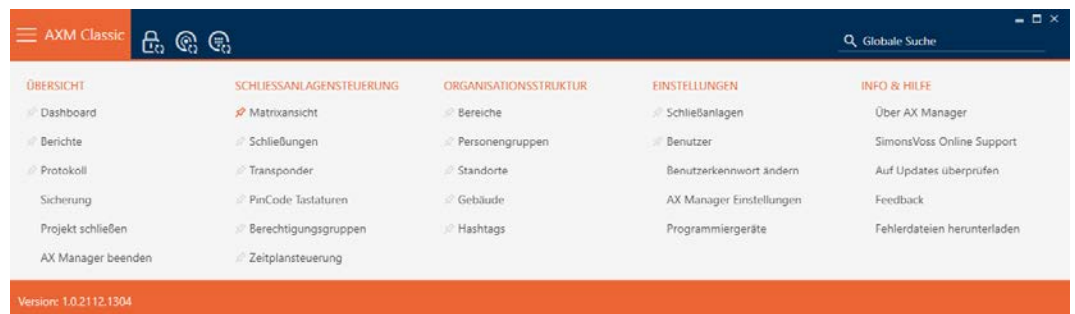 AXM Classic
Globale Suche
ÜBERSICHT
Dashboard
Berichte
Protokoll
Sicherung
Projekt schließen
AX Manager beenden
SCHLIESSANLAGENSTEUERUNG
Matrixansicht
Schließungen
Transponder
PinCode Tastaturen
Berechtigungsgruppen
Zeitplansteuerung
ORGANISATIONSSTRUKTUR
Bereiche
Personengruppen
Standorte
Gebäude
Hashtags
EINSTELLUNGEN
Schließanlagen
Benutzer
Benutzerkennwort ändern
AX Manager Einstellungen
Programmiergeräte
INFO & HILFE
Über AX Manager
SimonsVoss Online Support
Auf Updates überprüfen
Feedback
Fehlerdateien herunterladen
Version: 1.0.2112.1304